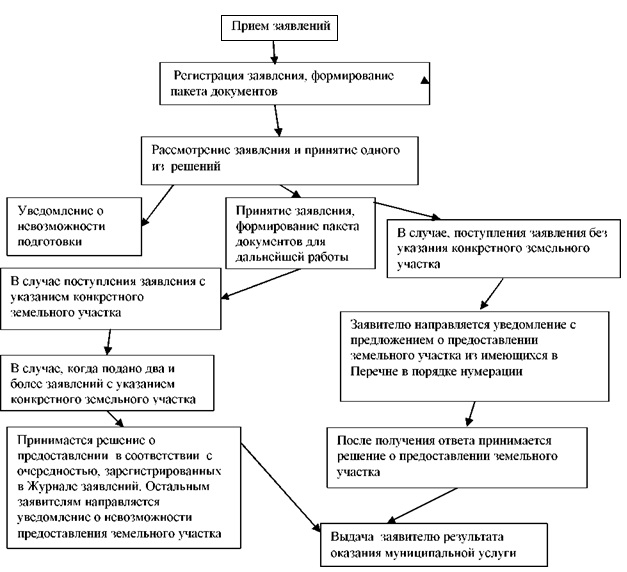 Прием заявлений
Регистрация заявления, формирование
пакета документов
Рассмотрение заявления и принятие одного
из решений
Уведомление о
невозможности
подготовки
Принятие заявления,
формирование пакета
документов для
дальнейшей работы
В случае, поступления заявления без
указания конкретного земельного
участка
В случае поступления заявления с
указанием конкретного
земельного участка
Заявителю направляется уведомление с
предложением о предоставлении
земельного участка из имеющихся в
Перечне в порядке нумерации
В случае, когда подано два и
более заявлений с указанием
конкретного земельного участка
Принимается решение о
предоставлении в соответствии с
очередностью, зарегистрированных
в Журнале заявлений. Остальным
заявителям направляется
уведомление о невозможности
предоставления земельного участка
После получения ответа принимается
решение о предоставлении земельного
участка
Выдача заявителю результата
оказания муниципальной услуги